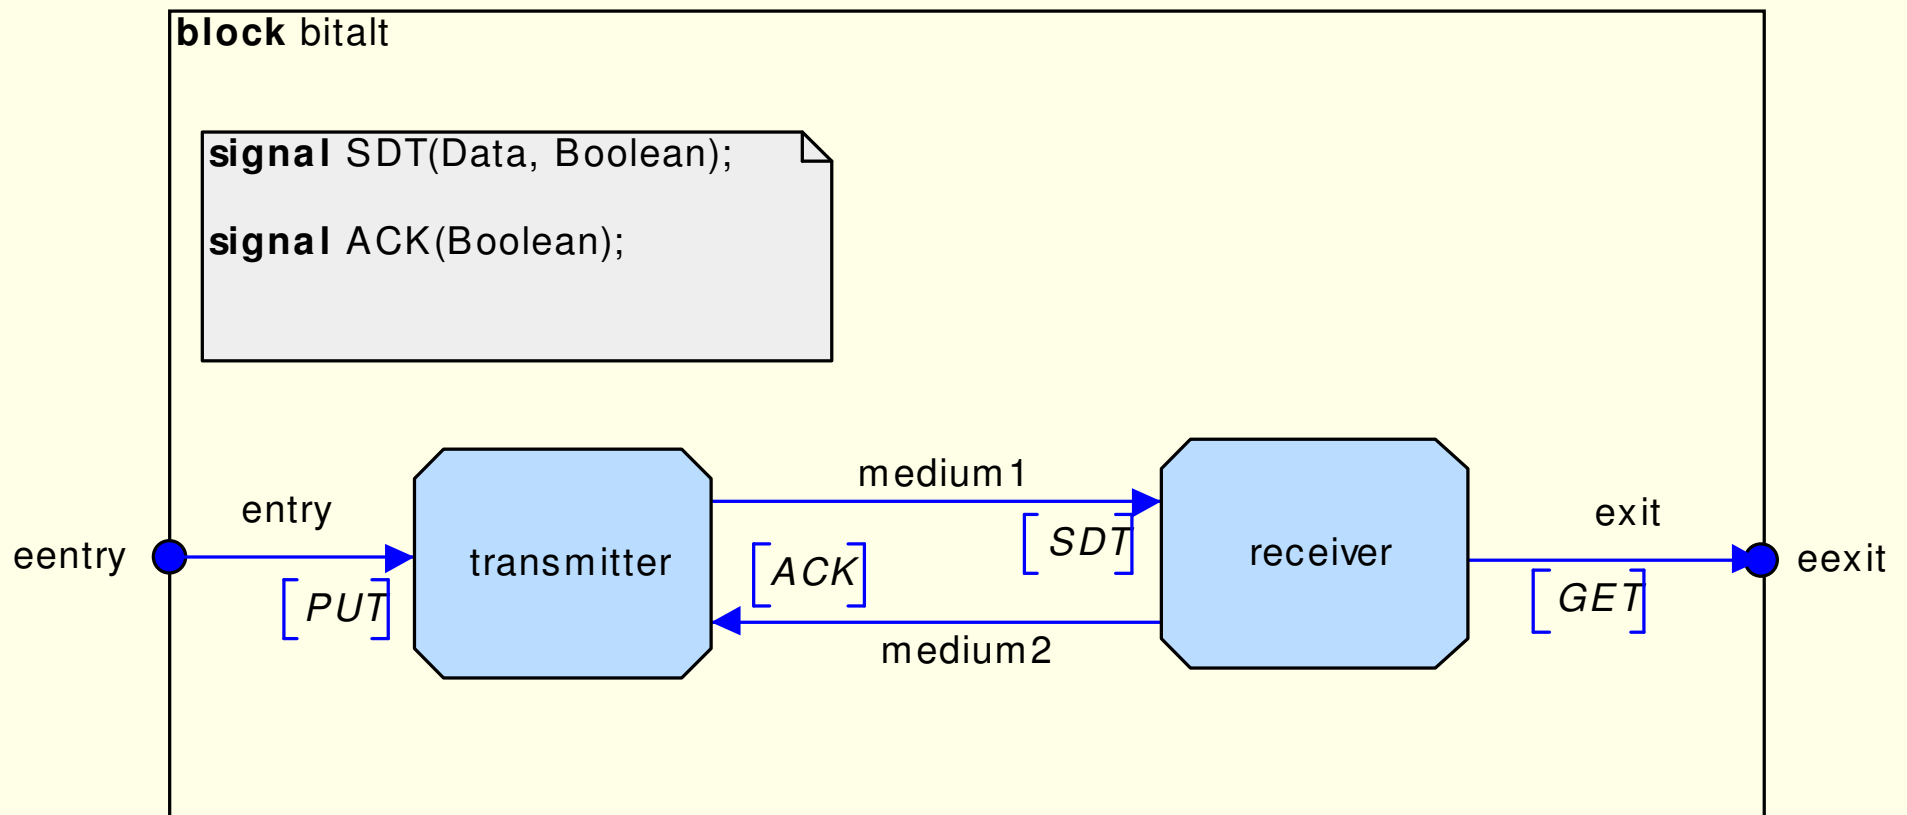 block bitalt
signal SDT(Data, Boolean);
signal ACK(Boolean);
medium1
entry
exit
eentry
transmitter
[SDT]
receiver
eexit
[ACK]
[PUT]
[GET]
medium2